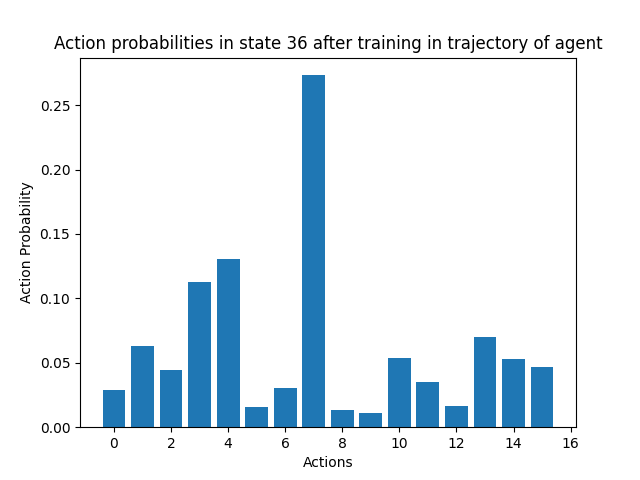 Action probabilities in state 36 after training in trajectory of agent
0.25
0.20
0.15
0.10
0.05
0.00
Action Probability
0 2 4 6 8 10 12 14 16
Actions